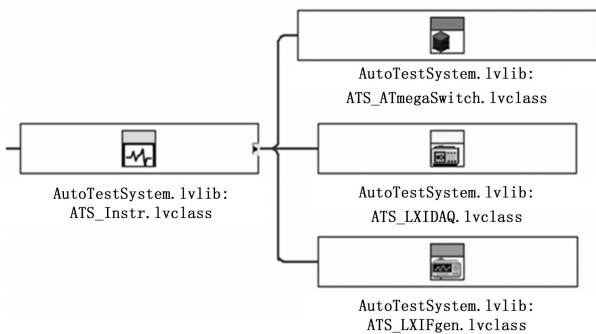 AutoTestSystem.lvlib:
ATS_ATmegaSwitch.lvclass
AutoTestSystem.lvlib:
ATS_Instr.lvclass
AutoTestSystem.lvlib:
ATS_LXIDAQ.lvclass
AutoTestSystem.lvlib:
ATS_LXIFgen.lvclass